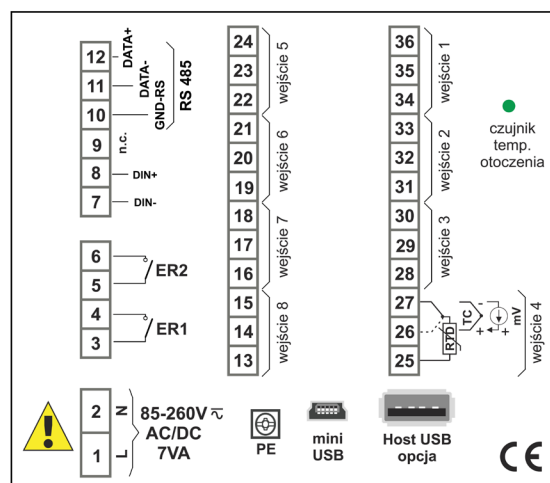 12 DATA+
11 DATA-
10 GND-RS
RS 485
9 n.c.
8 DIN+
7 DIN-
6
5
ER2
4
3
ER1
2 N
1 L
85-260V
AC/DC
7VA
24
23
22
wejście 5
21
20
19
wejście 6
18
17
16
wejście 7
15
14
13
wejście 8
36
35
34
wejście 1
33
32
31
wejście 2
30
29
28
wejście 3
27
26
25
RTD
TC
- +
mV
+
wejście 4
czujnik
temp.
otoczenia
PE
mini
USB
Host USB
opcja
CE